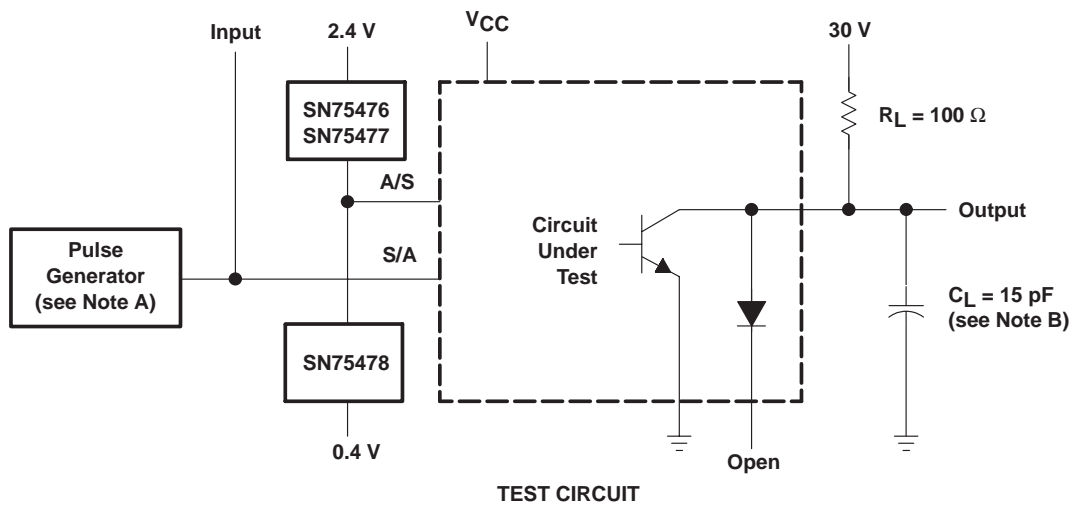 Input
2.4 V
VCC
30 V
SN75476
SN75477
RL = 100 Ω
A/S
Circuit
Under
Test
Output
Pulse
Generator
(see Note A)
S/A
CL = 15 pF
(see Note B)
SN75478
0.4 V
Open
TEST CIRCUIT